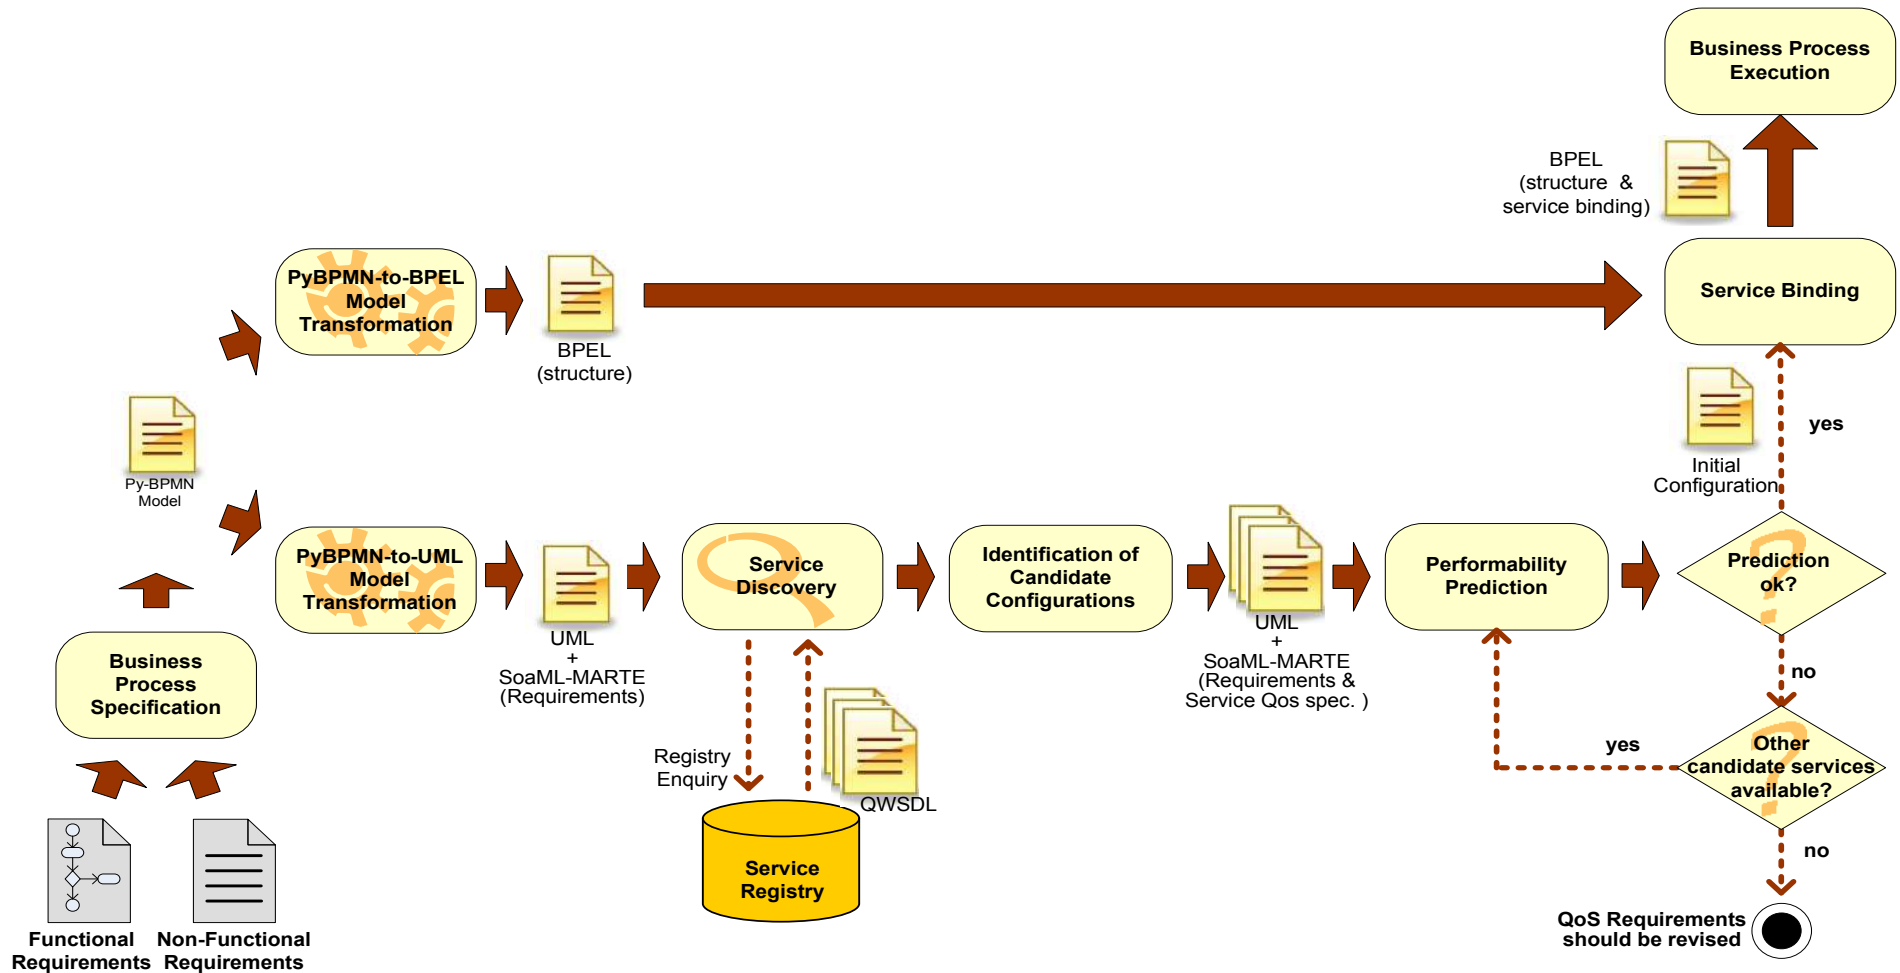 Business Process
Execution
BPEL
(structure &
service binding)
PyBPMN-to-BPEL
Model
Transformation
BPEL
(structure)
Service Binding
Initial
Configuration
yes
Py-BPMN
Model
PyBPMN-to-UML
Model
Transformation
UML
+
SoaML-MARTE
(Requirements)
Service
Discovery
Identification of
Candidate
Configurations
UML
+
SoaML-MARTE
(Requirements &
Service Qos spec. )
Performability
Prediction
Prediction
ok?
no
Business
Process
Specification
Registry
Enquiry
QWSDL
Service
Registry
yes
Other
candidate services
available?
no
QoS Requirements
should be revised
Functional
Requirements
Non-Functional
Requirements